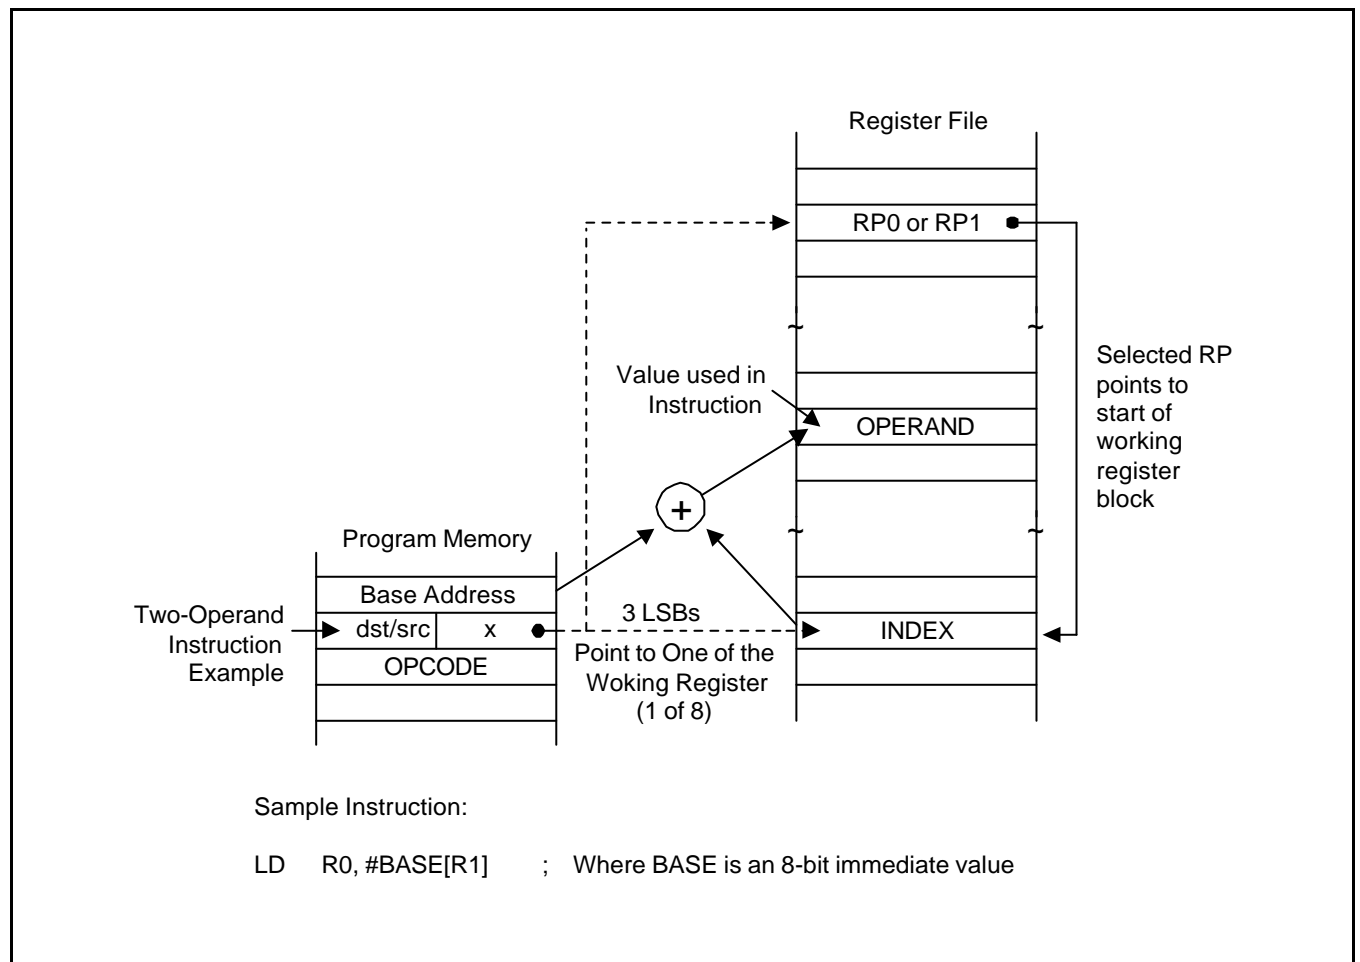 Register File
RP0 or RP1
~ ~
Selected RP
points to
start of
working
register
block
Value used in
Instruction
OPERAND
+
~ ~
Program Memory
Base Address
Two-Operand
Instruction
Example
dst/src x
3 LSBs
INDEX
OPCODE
Point to One of the
Woking Register
(1 of 8)
Sample Instruction:
LD R0, #BASE[R1] ; Where BASE is an 8-bit immediate value